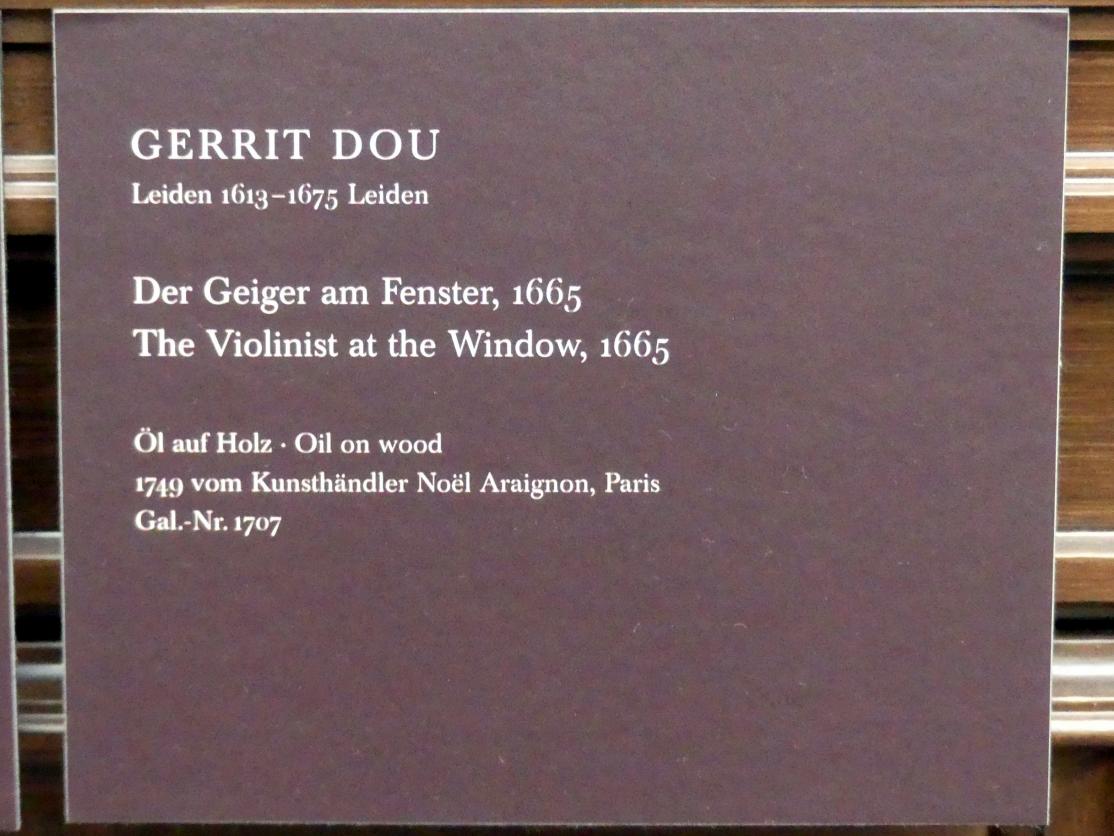 GERRIT DOU
Leiden 1613–1675 Leiden
Der Geiger am Fenster, 1665
The Violinist at the Window, 1665
Öl auf Holz · Oil on wood
1749 vom Kunsthändler Noël Araignon, Paris
Gal.-Nr. 1707